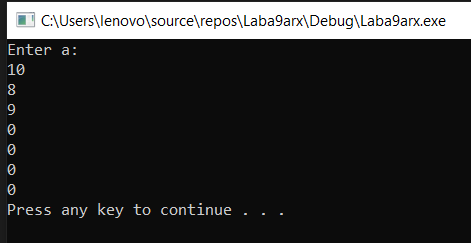 C:\Users\lenovo\source\repos\Laba9arx\Debug\Laba9arx.exe
Enter a:
10
8
9
0
0
0
0
Press any key to continue . . .